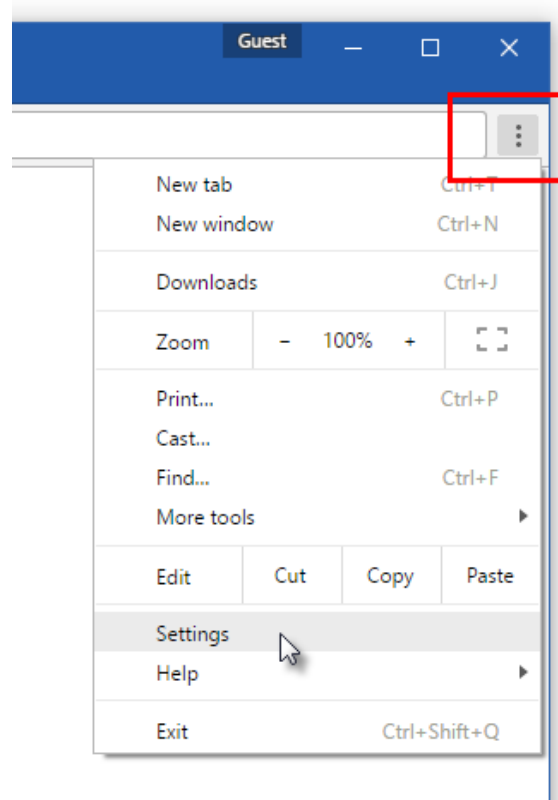 Guest
New tab Ctrl+T
New window Ctrl+N
Downloads Ctrl+J
Zoom - 100% +
Print... Ctrl+P
Cast...
Find... Ctrl+F
More tools
Edit Cut Copy Paste
Settings
Help
Exit Ctrl+Shift+Q